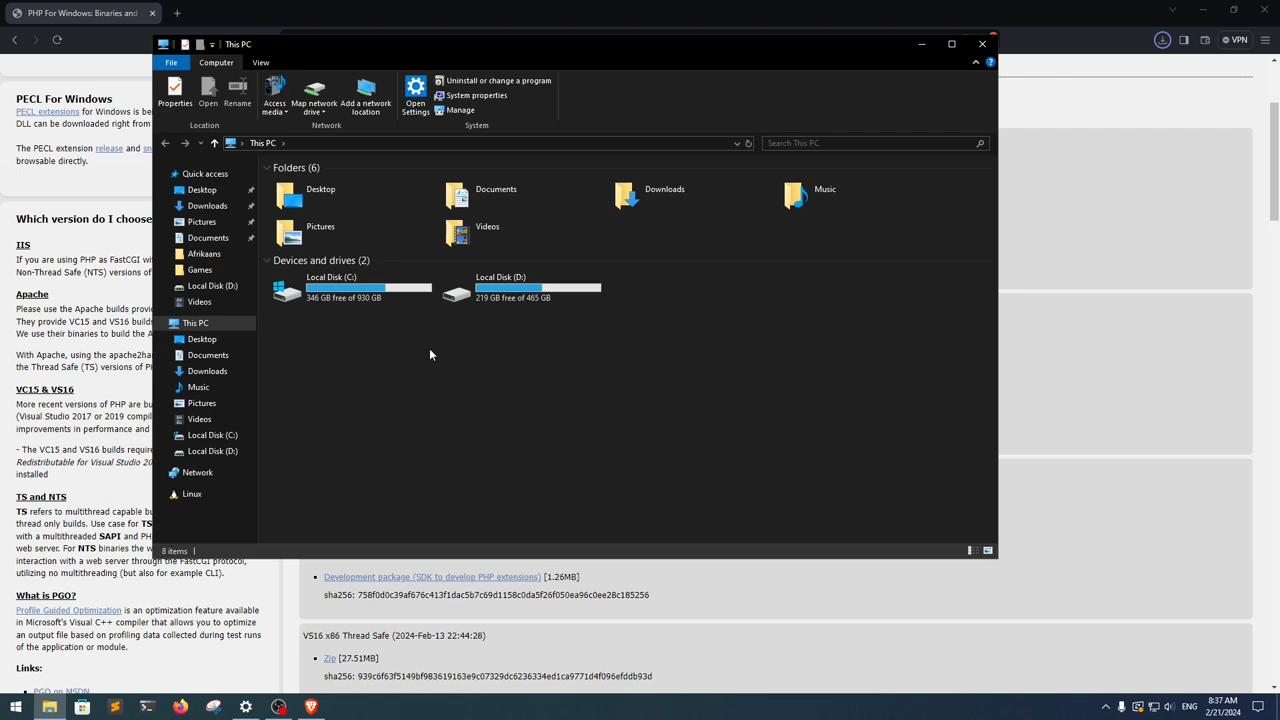 PHP For Windows: Binaries and
VPN
This PC
File
Computer
View
Properties
Open
Rename
Access media
Map network drive
Add a network location
Open Settings
Uninstall or change a program
System properties
Manage
Location
Network
System
This PC
Search This PC
Quick access
Desktop
Downloads
Pictures
Documents
Afrikaans
Games
Local Disk (D:)
Videos
This PC
Desktop
Documents
Downloads
Music
Pictures
Videos
Local Disk (C:)
Local Disk (D:)
Network
Linux
Folders (6)
Desktop
Documents
Downloads
Music
Pictures
Videos
Devices and drives (2)
Local Disk (C:)
346 GB free of 930 GB
Local Disk (D:)
219 GB free of 465 GB
8 items
PECL For Windows
PECL extensions for Windows is be
DLL can be downloaded right from
The PECL extension release and sn
browsable directly.
Which version do I choose
IIS
If you are using PHP as FastCGI wit
Non-Thread Safe (NTS) versions of
Apache
Please use the Apache builds provid
They provide VC15 and VS16 builds
We use their binaries to build the A
With Apache, using the apache2han
the Thread Safe (TS) versions of PH
VC15 & VS16
More recent versions of PHP are bu
(Visual Studio 2017 or 2019 compil
improvements in performance and
- The VC15 and VS16 builds require
Redistributable for Visual Studio 20
installed
TS and NTS
TS refers to multithread capable bu
thread only builds. Use case for TS
with a multithreaded SAPI and PH
web server. For NTS binaries the w
interaction with a web server through the FastCGI protocol,
utilizing no multithreading (but also for example CLI).
What is PGO?
Profile Guided Optimization is an optimization feature available
in Microsoft's Visual C++ compiler that allows you to optimize
an output file based on profiling data collected during test runs
of the application or module.
Links:
PGO on MSDN
Development package (SDK to develop PHP extensions) [1.26MB]
sha256: 758f0d0c39af676c413f1dac5b7c69d1158c0da5f26f050ea96c0ee28c185256
VS16 x86 Thread Safe (2024-Feb-13 22:44:28)
Zip [27.51MB]
sha256: 939c6f63f5149bf983619163e9c07329dc6236334ed1ca9771d4f096efddb93d
ENG
8:37 AM
2/21/2024